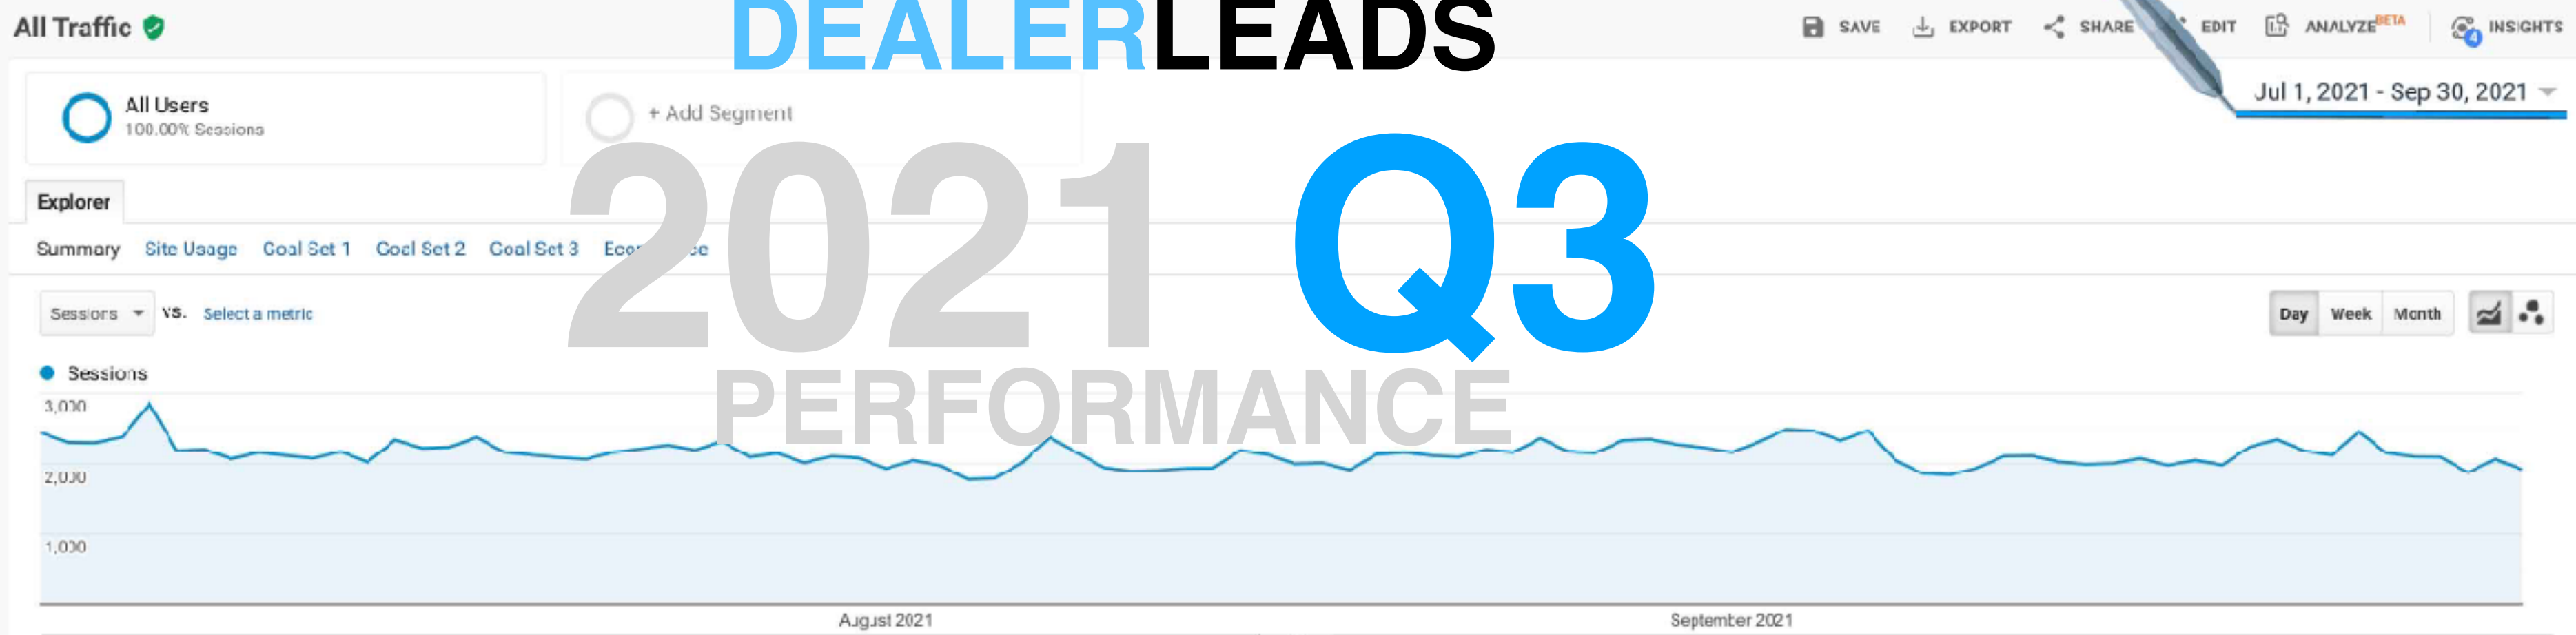 DEALERLEADS
All Traffic
SAVE EXPORT SHARE EDIT ANALYZE BETA 4 INSIGHTS
All Users
100.00% Sessions
+ Add Segment
Jul 1, 2021 - Sep 30, 2021
2021 Q3
Explorer
Summary Site Usage Goal Set 1 Goal Set 2 Goal Set 3
Sessions VS. Select a metric
Day Week Month
PERFORMANCE
Sessions
3,000
2,000
1,000
August 2021 September 2021